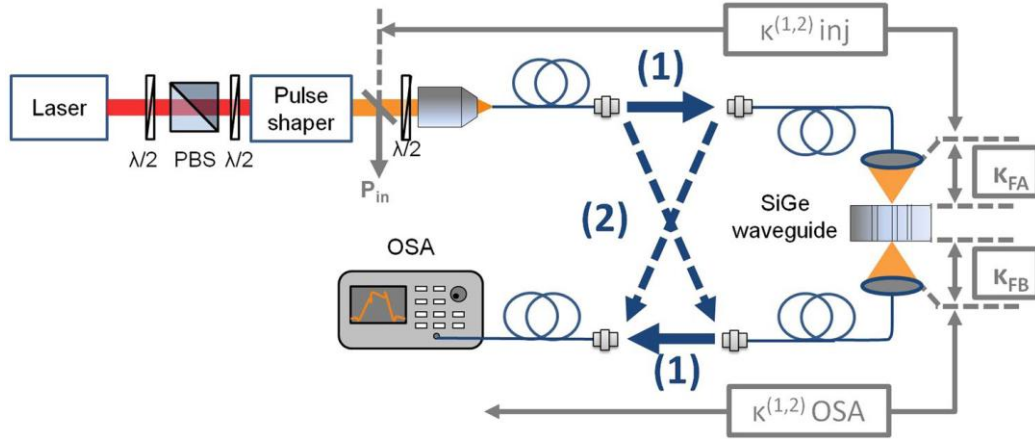 κ(1,2) inj
(1)
Laser
Pulse
shaper
λ/2
PBS
λ/2
λ/2
Pin
κFA
SiGe
waveguide
(2)
OSA
κFB
(1)
κ(1,2) OSA